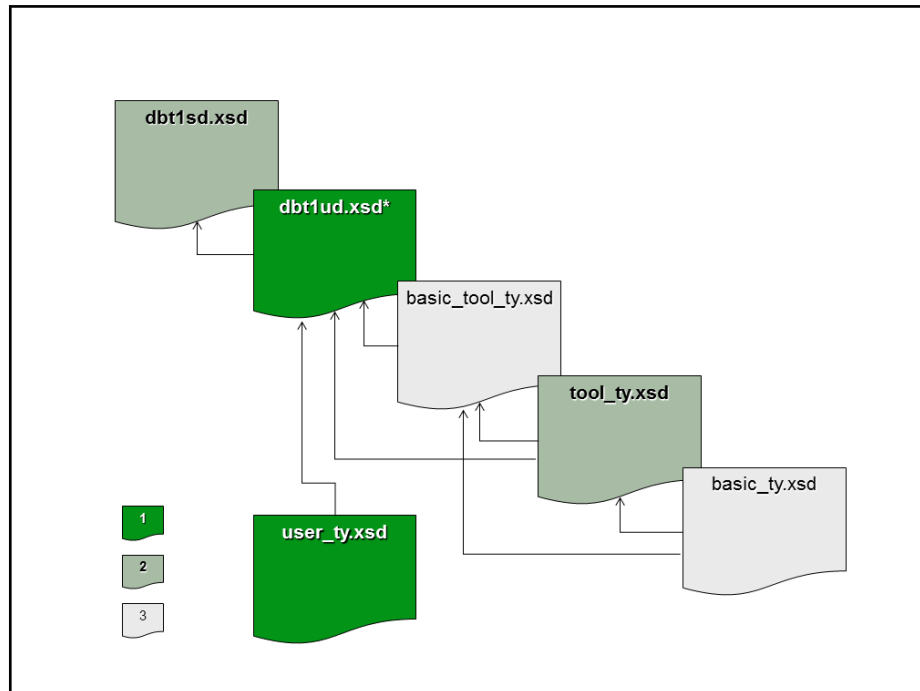 dbt1sd.xsd
dbt1ud.xsd*
basic_tool_ty.xsd
tool_ty.xsd
basic_ty.xsd
user_ty.xsd
1
2
3